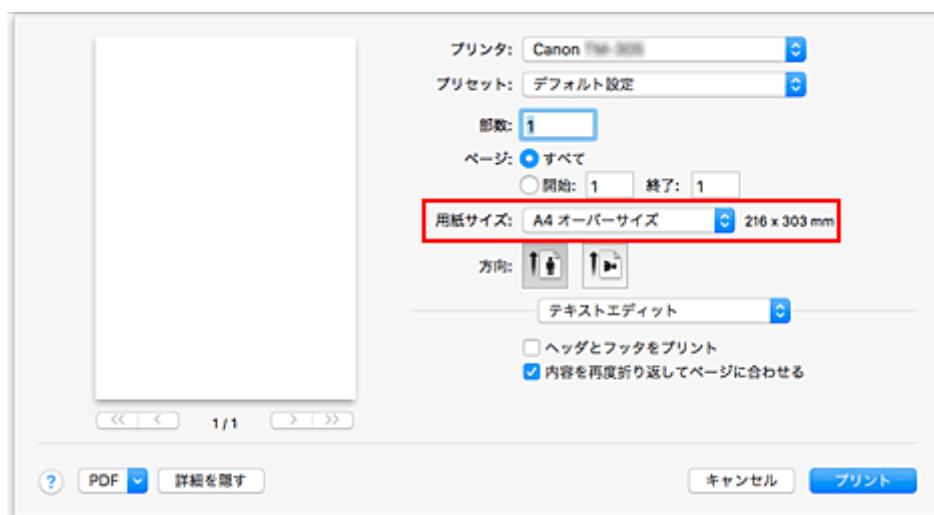 プリンタ: Canon
プリセット: デフォルト設定
部数: 1
ページ: すべて
開始: 1 終了: 1
用紙サイズ: A4 オーバーサイズ 216 x 303 mm
方向:
テキストエディット
ヘッダとフッタをプリント
内容を再度折り返してページに合わせる
<< < 1/1 > >>
? PDF 詳細を隠す キャンセル プリント